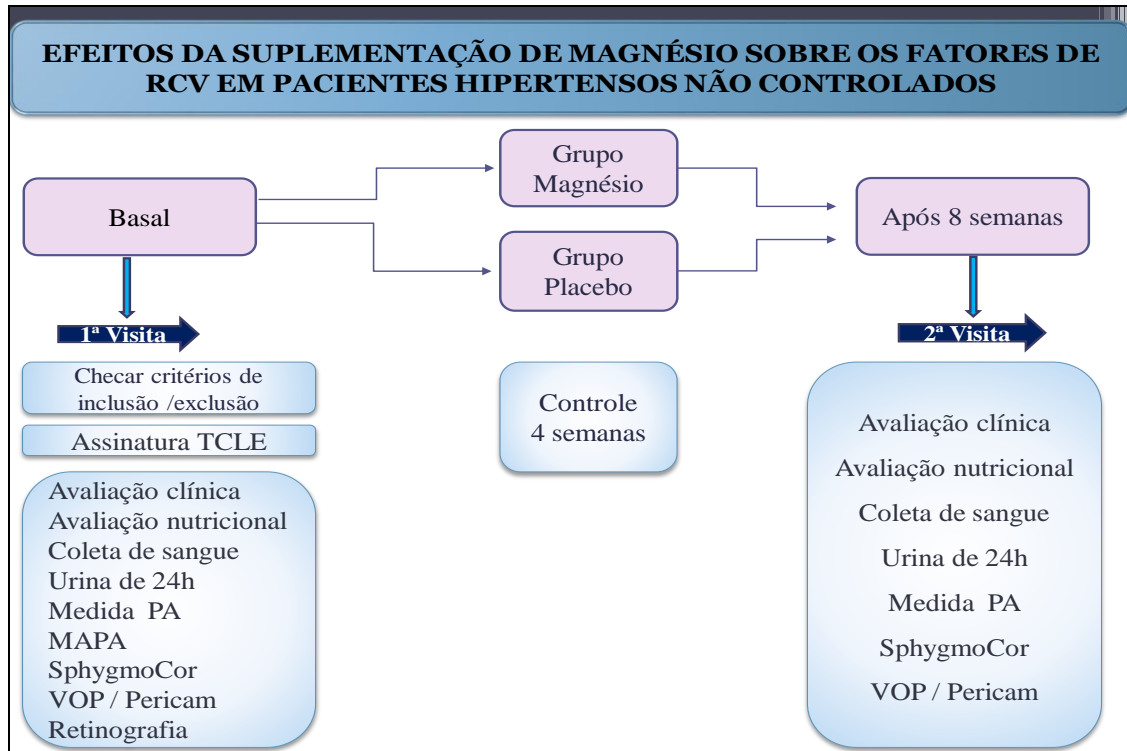 EFEITOS DA SUPLEMENTAÇÃO DE MAGNÉSIO SOBRE OS FATORES DE
RCV EM PACIENTES HIPERTENSOS NÃO CONTROLADOS
Basal
Grupo
Magnésio
Grupo
Placebo
Após 8 semanas
1ª Visita
Checar critérios de
inclusão /exclusão
Assinatura TCLE
Avaliação clínica
Avaliação nutricional
Coleta de sangue
Urina de 24h
Medida PA
MAPA
SphygmoCor
VOP / Pericam
Retinografia
Controle
4 semanas
2ª Visita
Avaliação clínica
Avaliação nutricional
Coleta de sangue
Urina de 24h
Medida PA
SphygmoCor
VOP / Pericam